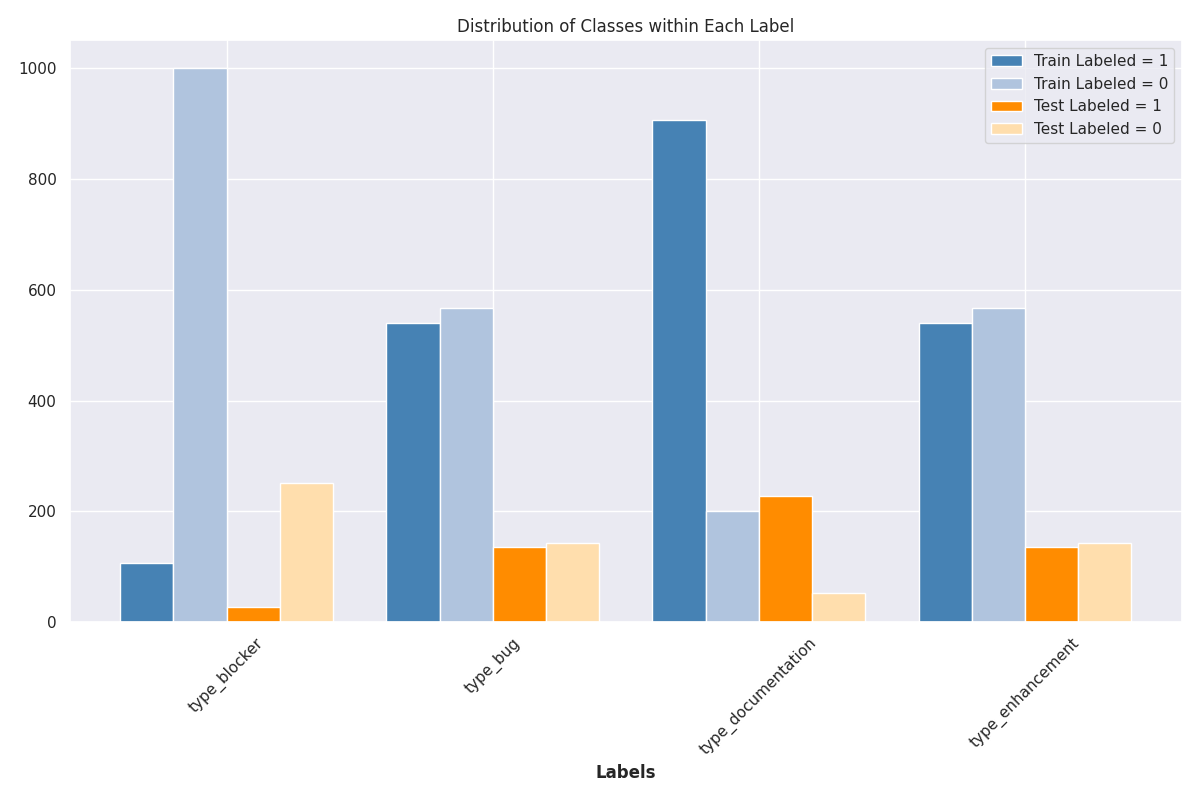 Distribution of Classes within Each Label
Train Labeled = 1
Train Labeled = 0
Test Labeled = 1
Test Labeled = 0
1000
800
600
400
200
0
type_blocker
type_bug
type_documentation
type_enhancement
Labels